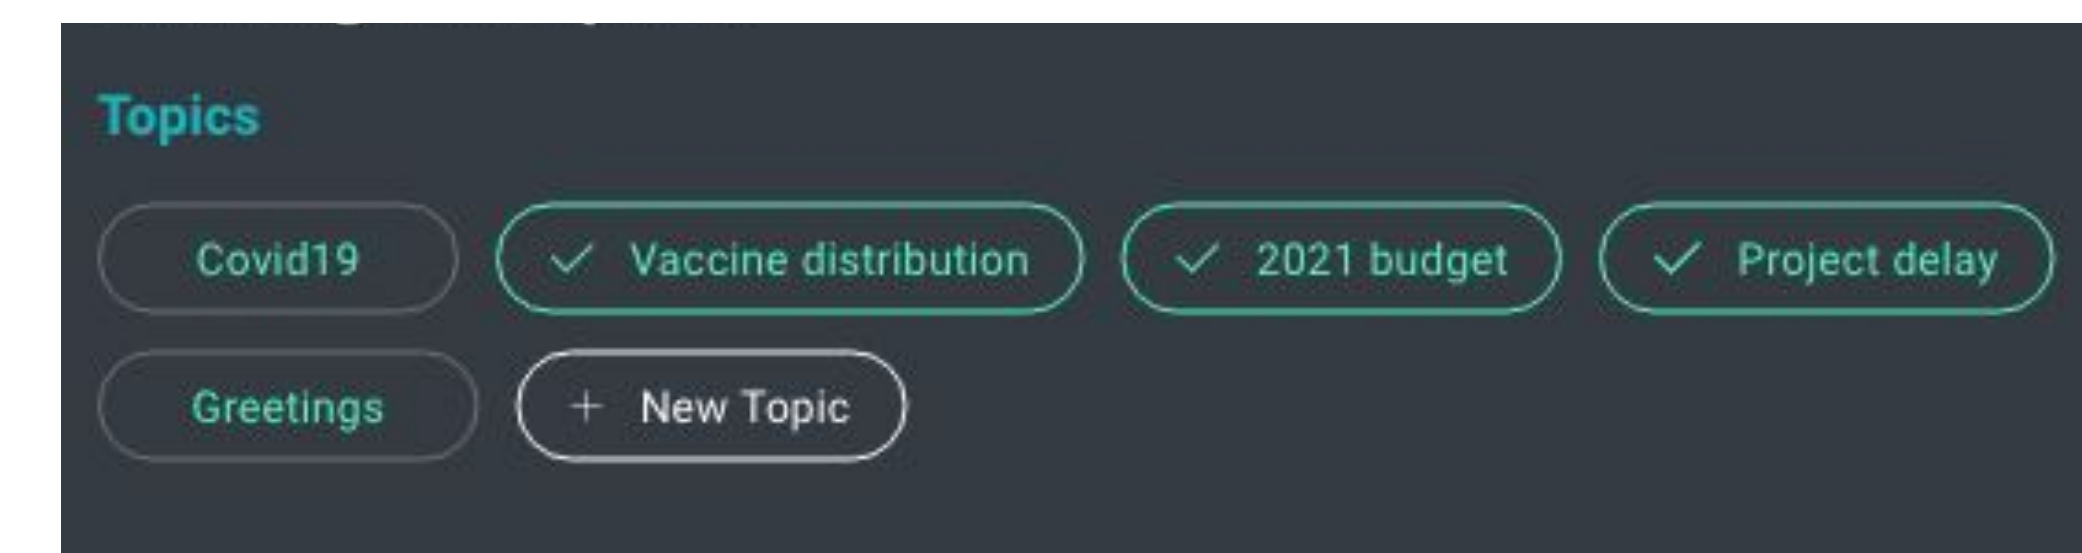 Topics
Covid19 Vaccine distribution 2021 budget Project delay
Greetings + New Topic